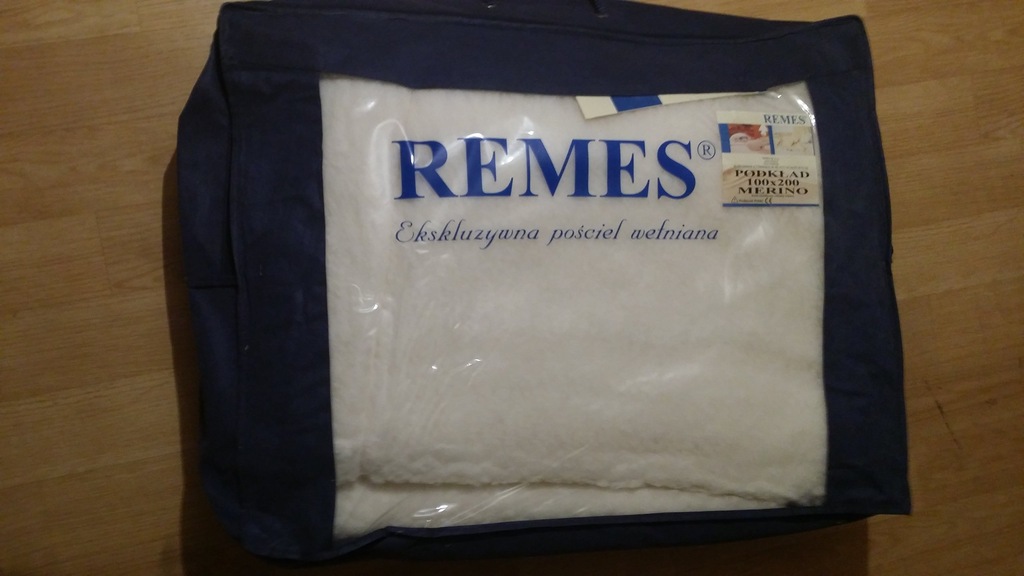 REMES®
Ekskluzywna pościel wełniana
REMES
PODKŁAD
100x200
MERINO